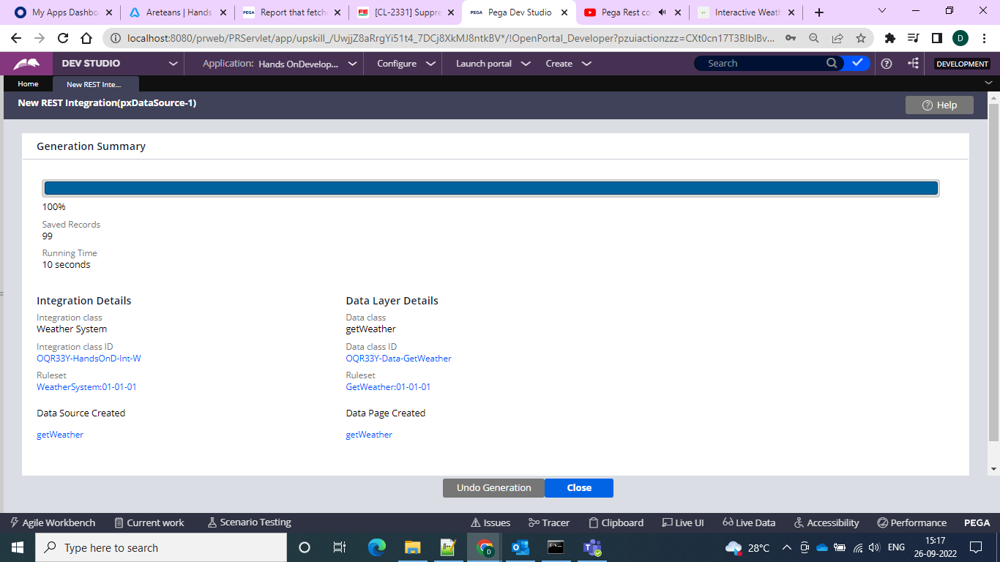 My Apps Dashbo
Areteans | Hands
PEGA Report that fetch
FE [CL-2331] Suppre
PEGA Pega Dev Studio
Pega Rest co
Interactive Weath
localhost:8080/prweb/PRServlet/app/upskill_/UwjjZ8aRrgYi51t4_7DCj8XkMJ8ntkBV*/!OpenPortal_Developer?pzuiactionzzz=CXt0cn17T3BlblBv...
D
DEV STUDIO
Application: Hands OnDevelop...
Configure
Launch portal
Create
Search
DEVELOPMENT
Home
New REST Inte...
New REST Integration(pxDataSource-1)
Help
Generation Summary
100%
Saved Records
99
Running Time
10 seconds
Integration Details
Data Layer Details
Integration class
Data class
Weather System
getWeather
Integration class ID
Data class ID
OQR33Y-HandsOnD-Int-W
OQR33Y-Data-GetWeather
Ruleset
Ruleset
WeatherSystem:01-01-01
GetWeather:01-01-01
Data Source Created
Data Page Created
getWeather
getWeather
Undo Generation
Close
Agile Workbench
Current work
Scenario Testing
Issues
Tracer
Clipboard
Live UI
Live Data
Accessibility
Performance
PEGA
Type here to search
28°C
ENG
15:17
26-09-2022